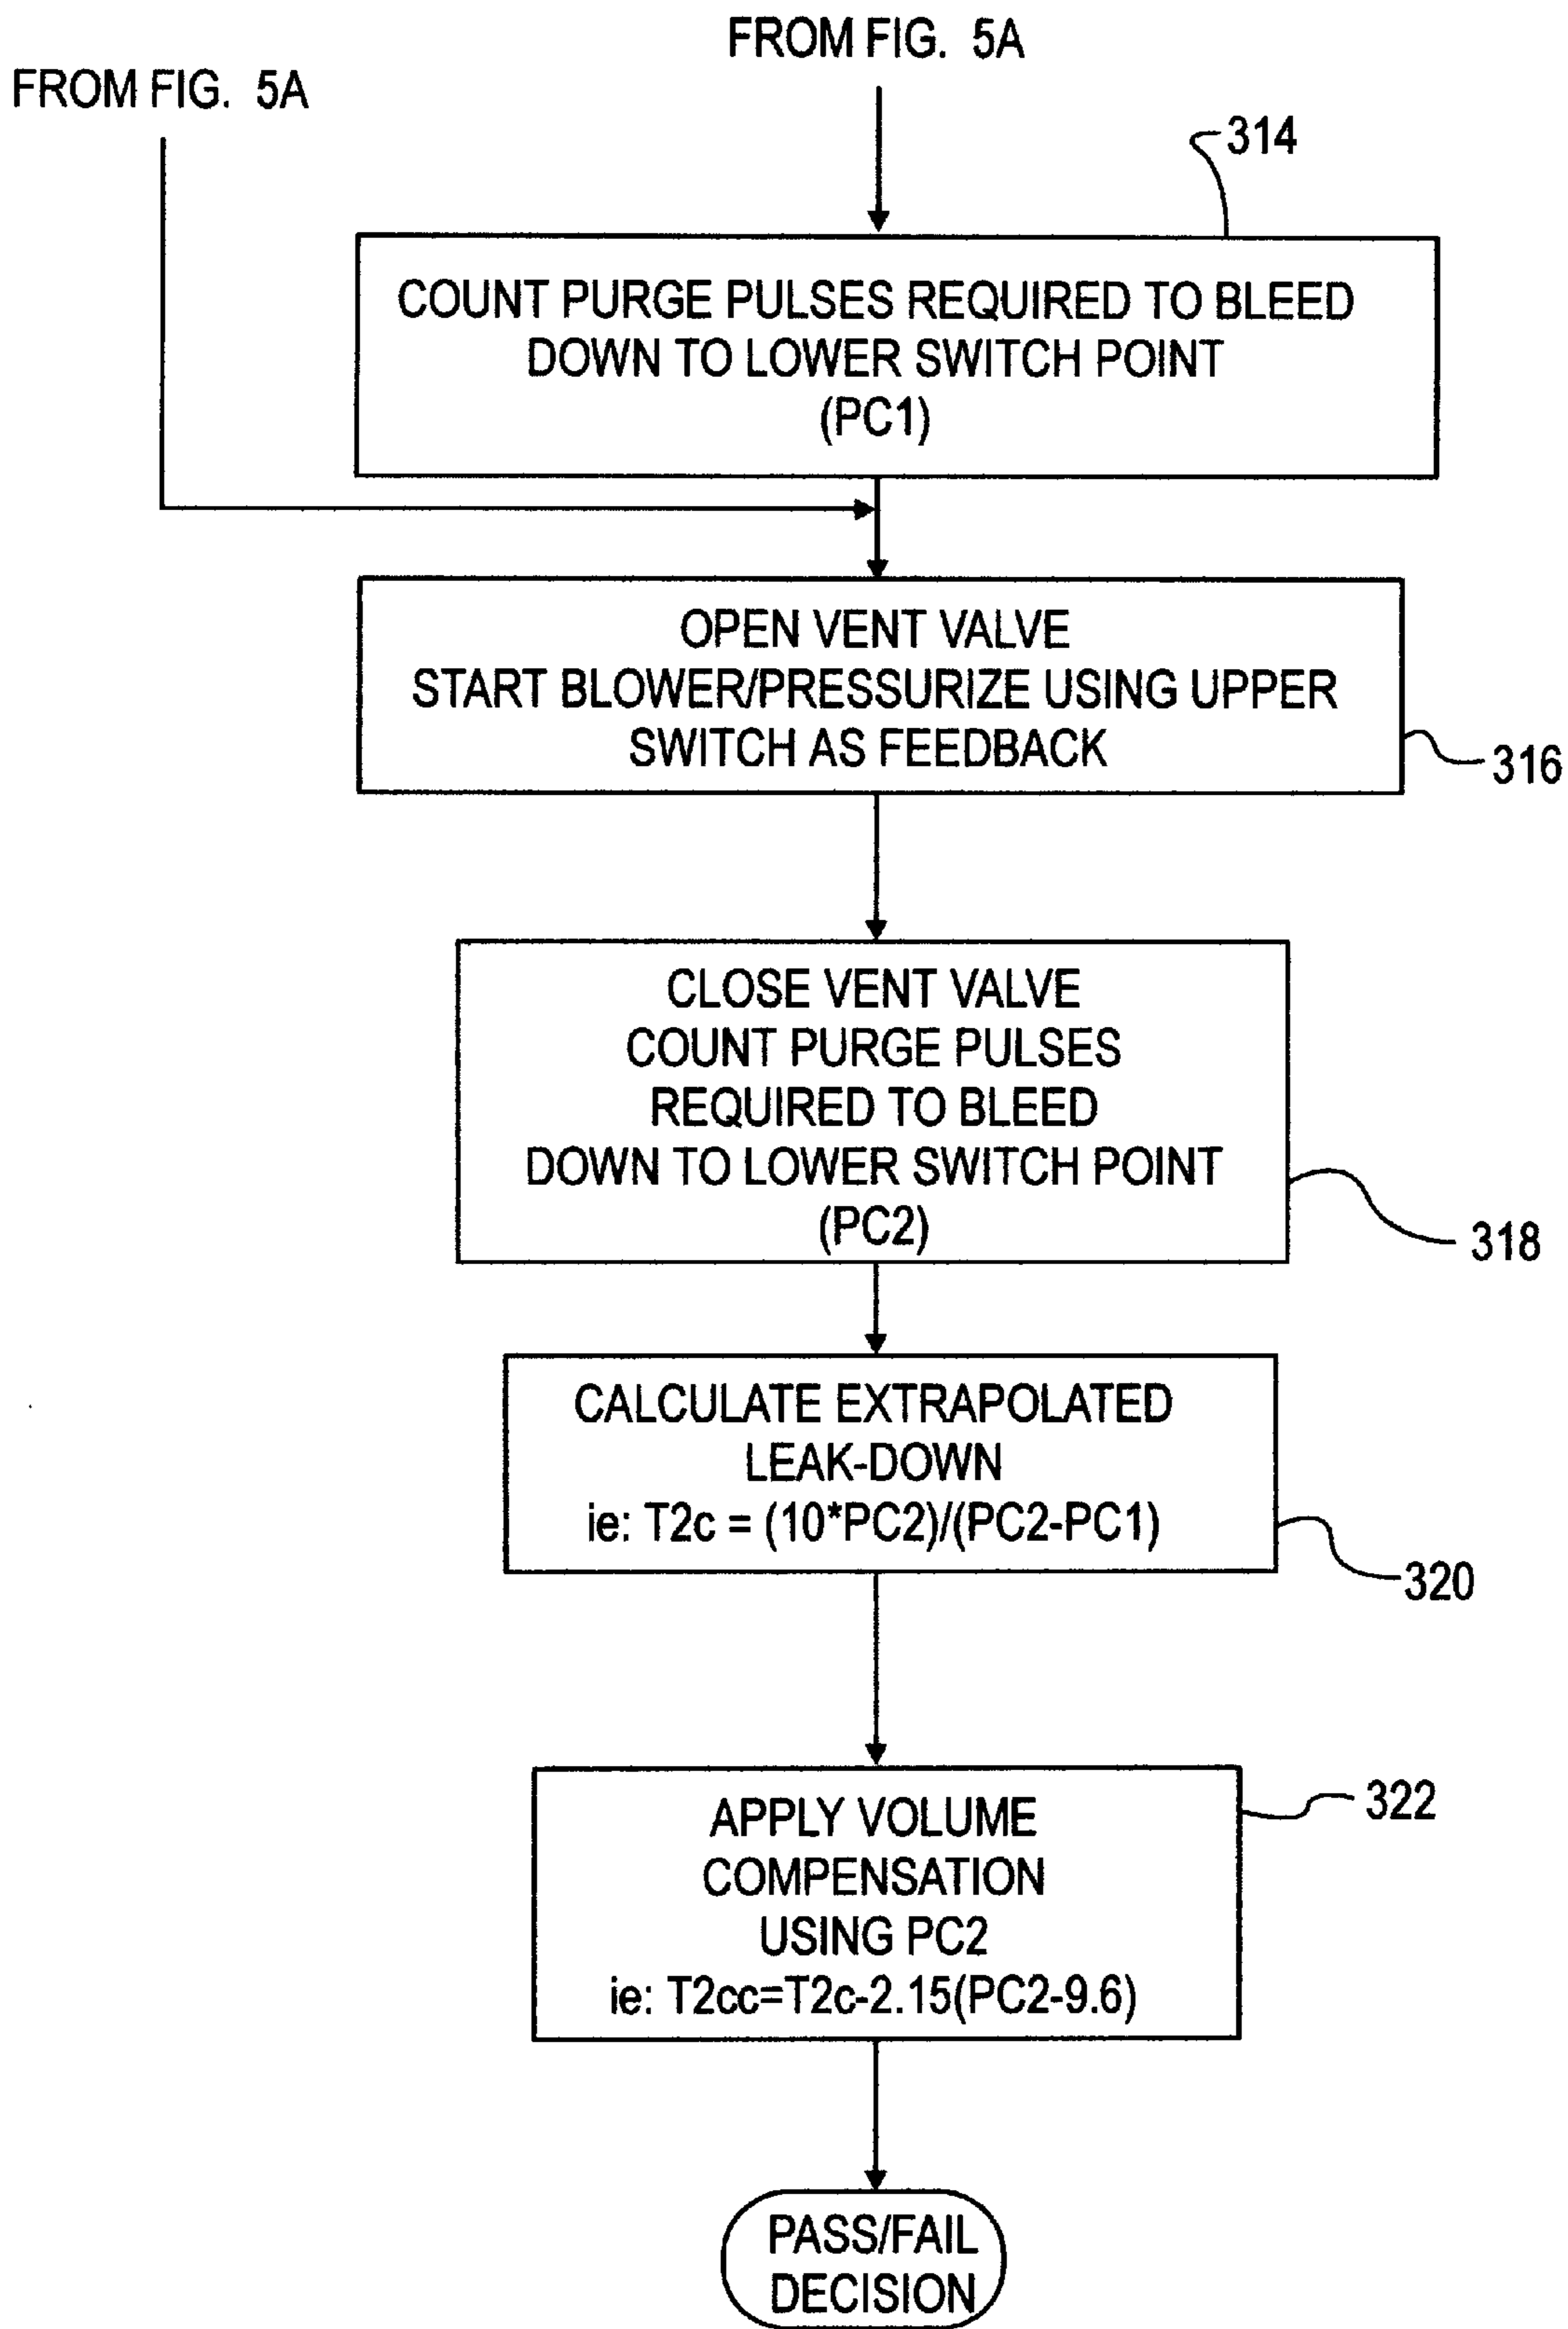 FROM FIG. 5A
FROM FIG. 5A
314
COUNT PURGE PULSES REQUIRED TO BLEED
DOWN TO LOWER SWITCH POINT
(PC1)
OPEN VENT VALVE
START BLOWER/PRESSURIZE USING UPPER
SWITCH AS FEEDBACK
316
CLOSE VENT VALVE
COUNT PURGE PULSES
REQUIRED TO BLEED
DOWN TO LOWER SWITCH POINT
(PC2)
318
CALCULATE EXTRAPOLATED
LEAK-DOWN
ie: T2c = (10*PC2)/(PC2-PC1)
320
322
APPLY VOLUME
COMPENSATION
USING PC2
ie: T2cc=T2c-2.15(PC2-9.6)
PASS/FAIL
DECISION